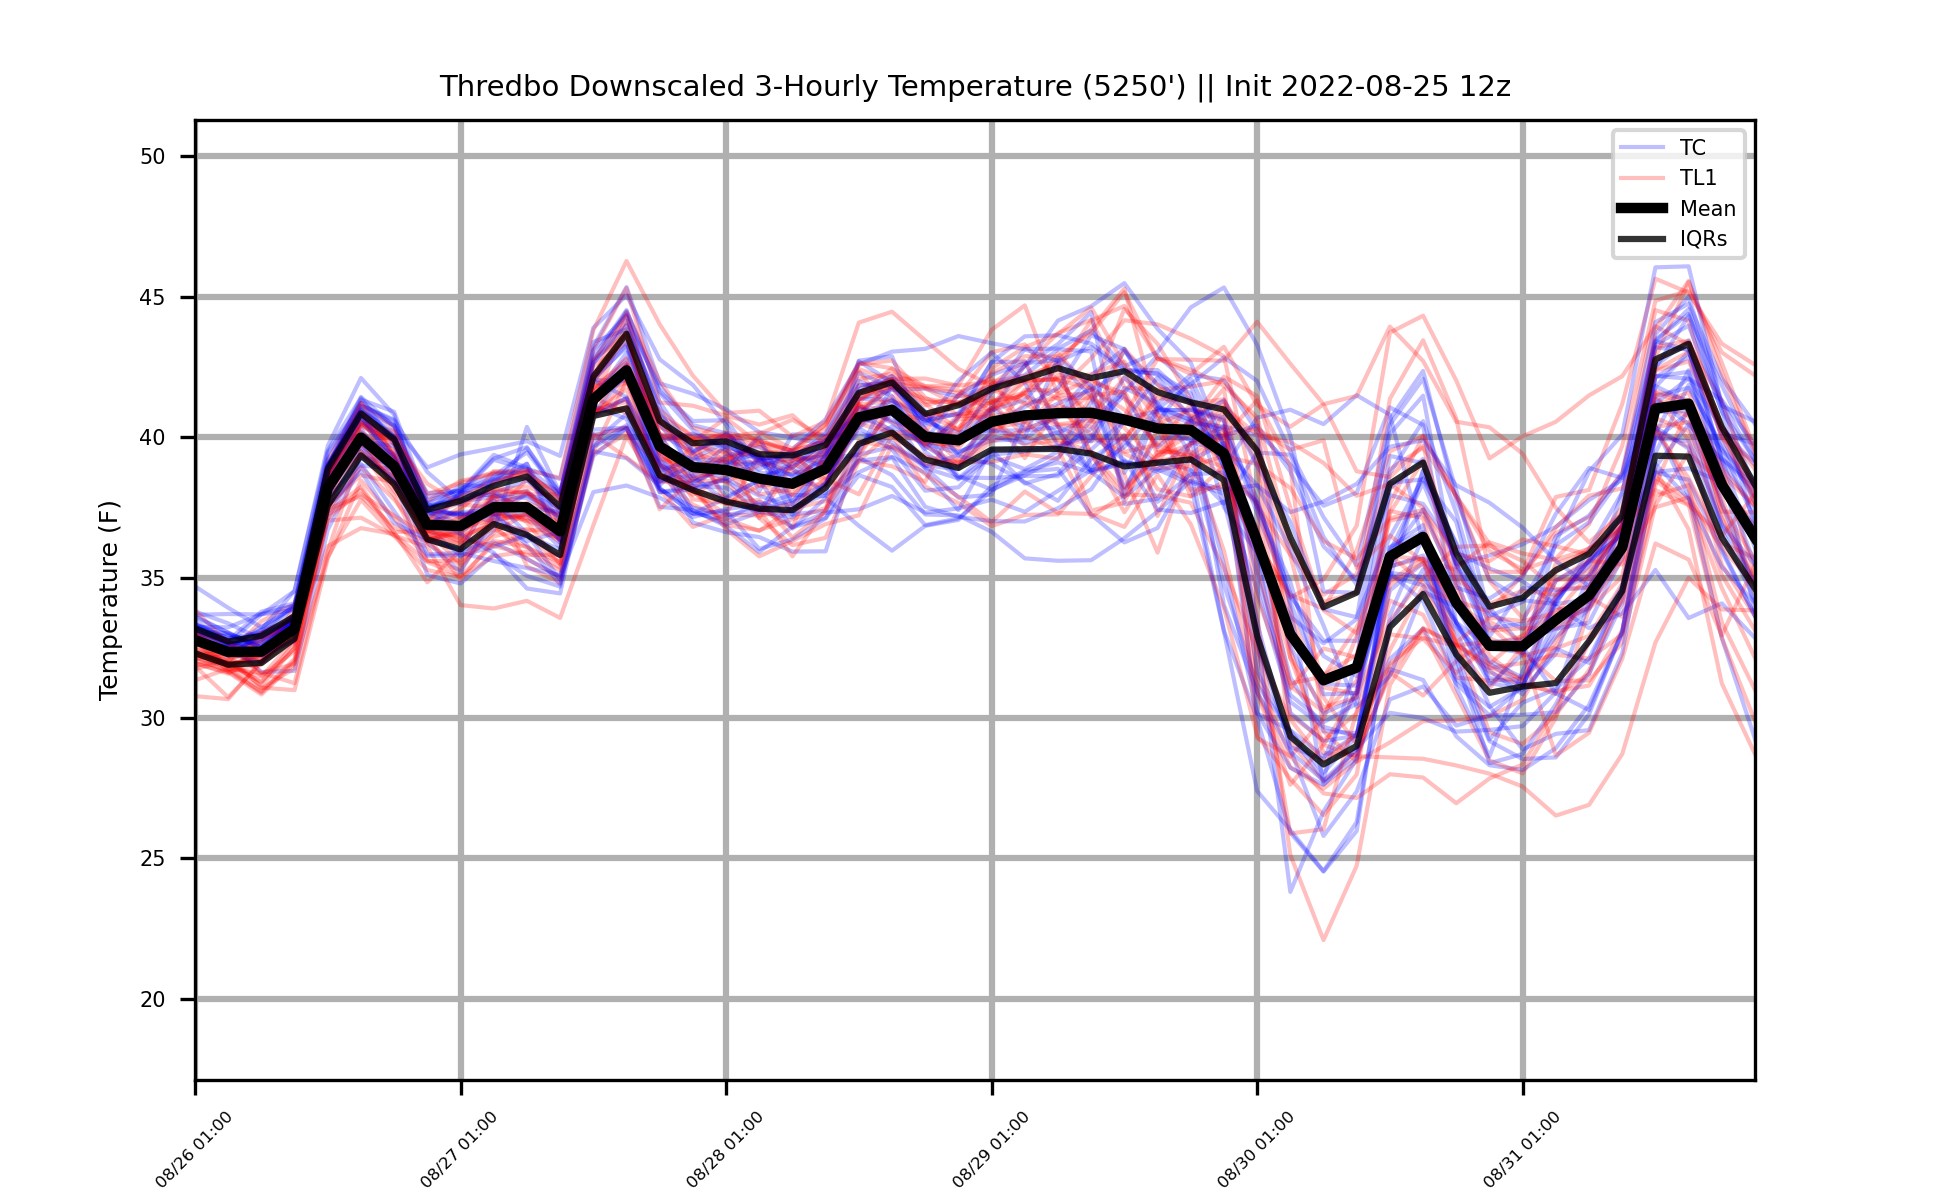 Thredbo Downscaled 3-Hourly Temperature (5250') || Init 2022-08-25 12z
TC
TL1
Mean
IQRs
Temperature (F)
50
45
40
35
30
25
20
08/26 01:00
08/27 01:00
08/28 01:00
08/29 01:00
08/30 01:00
08/31 01:00